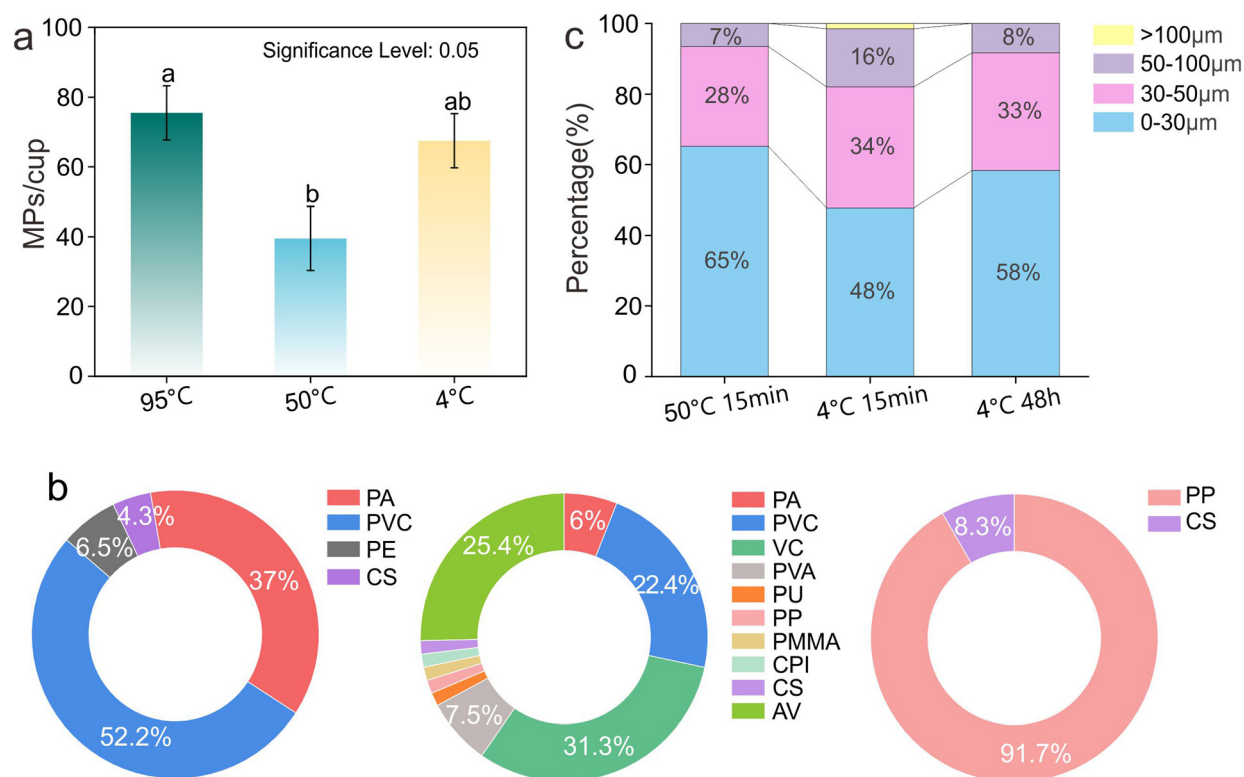 a
100
80
60
40
20
0
MPs/cup
Significance Level: 0.05
a
b
ab
95°C
50°C
4°C
c
100
80
60
40
20
0
Percentage(%)
7%
28%
65%
16%
34%
48%
8%
33%
58%
50°C 15min
4°C 15min
4°C 48h
>100μm
50-100μm
30-50μm
0-30μm
b
4.3%
6.5%
37%
52.2%
PA
PVC
PE
CS
25.4%
6%
22.4%
7.5%
31.3%
PA
PVC
VC
PVA
PU
PP
PMMA
CPI
CS
AV
8.3%
91.7%
PP
CS